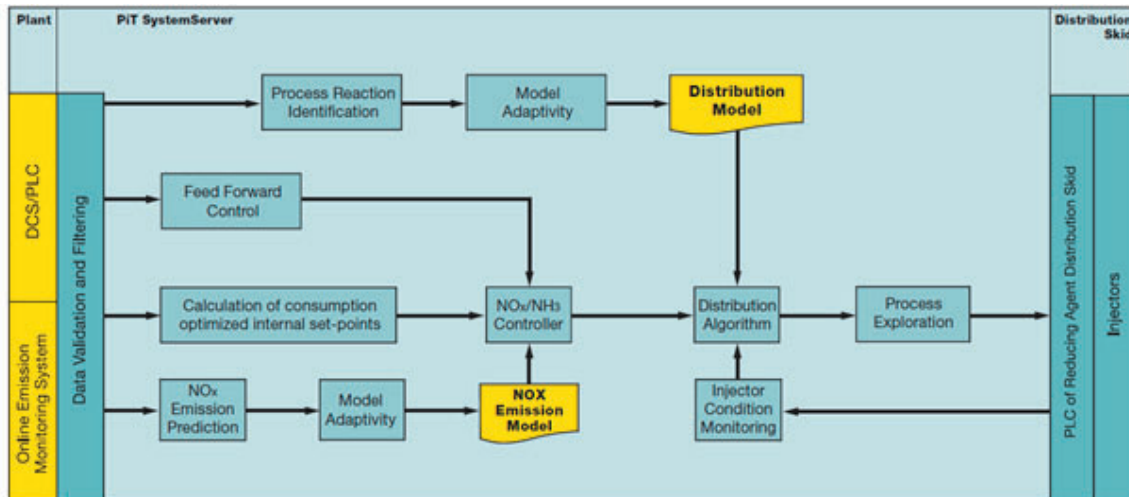 Plant
PiT SystemServer
Distribution
Skid
Process Reaction
Identification
Model
Adaptivity
Distribution
Model
DCS/PLC
Online Emission
Monitoring System
Data Validation and Filtering
Feed Forward
Control
Calculation of consumption
optimized internal set-points
NOx/NH3
Controller
Distribution
Algorithm
Process
Exploration
NOx
Emission
Prediction
Model
Adaptivity
NOX
Emission
Model
Injector
Condition
Monitoring
PLC of Reducing Agent Distribution Skid
Injectors